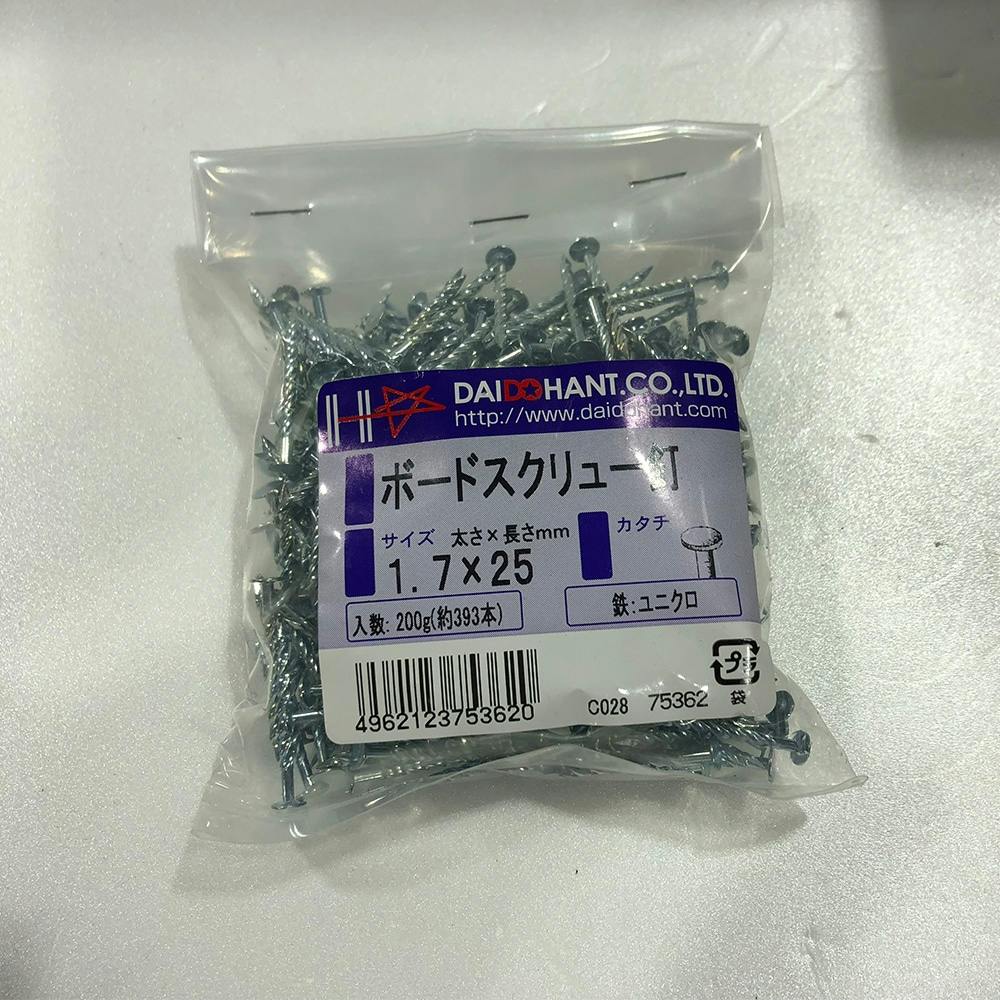 DAIDOHANT.CO.,LTD.
http://www.daidohant.com
ボードスクリュー釘
サイズ 太さ×長さmm
1.7×25
カタチ
入数: 200g(約393本)
鉄:ユニクロ
プラ
袋
4962123753620
C028 75362